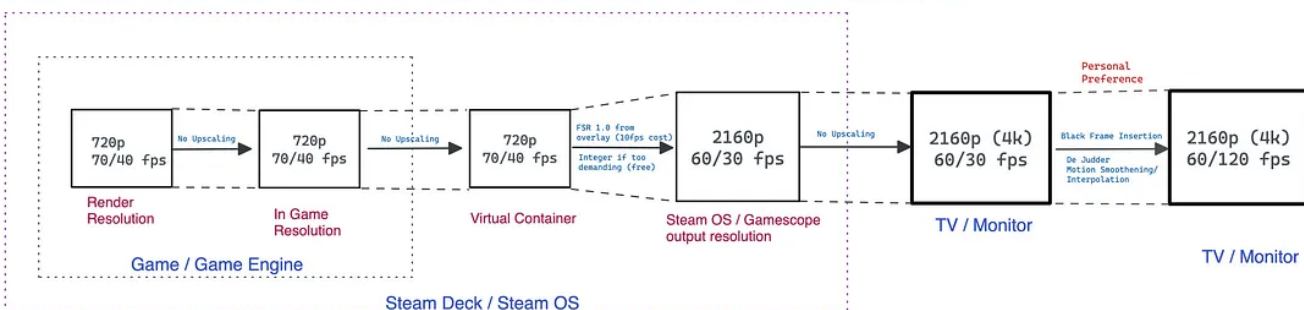 Personal
Preference
720p
70/40 fps
No Upscaling
720p
70/40 fps
No Upscaling
720p
70/40 fps
FSR 1.0 from
overlay (10fps cost)
Integer if too
demanding (free)
2160p
60/30 fps
No Upscaling
2160p (4k)
60/30 fps
Black Frame Insertion
De Judder
Motion Smoothening/
Interpolation
2160p (4k)
60/120 fps
Render
Resolution
In Game
Resolution
Virtual Container
Steam OS / Gamescope
output resolution
TV / Monitor
TV / Monitor
Game / Game Engine
Steam Deck / Steam OS